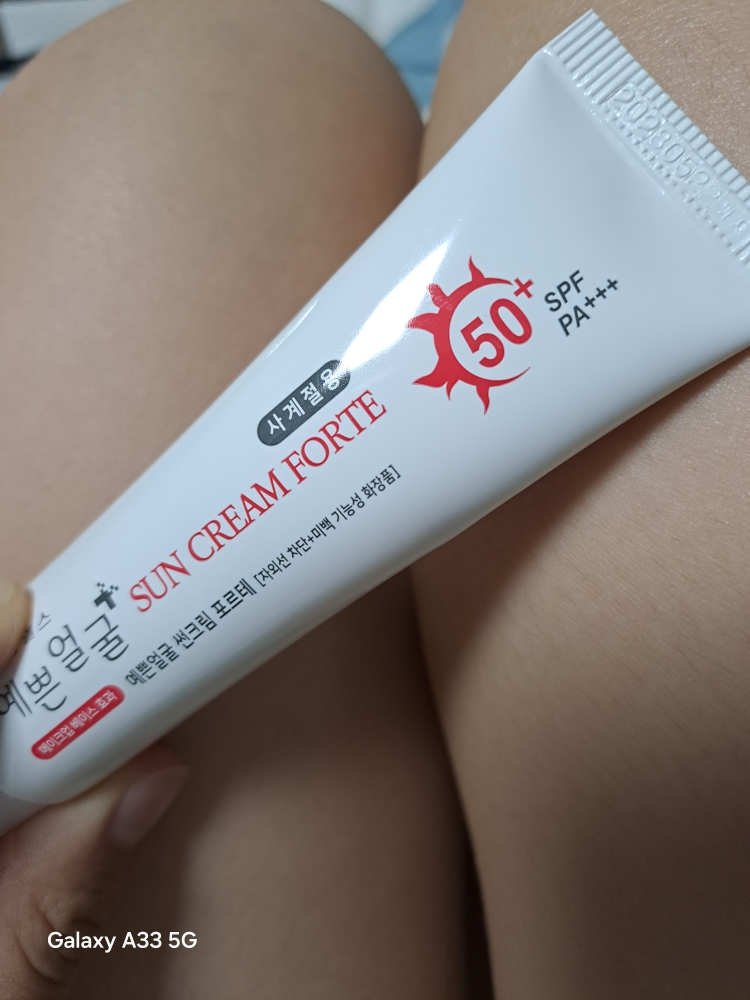 50+
SPF
PA+++
사계절용
SUN CREAM FORTE
예쁜얼굴 썬크림 포르테 [자외선 차단+미백 기능성 화장품]
예쁜얼굴
메이크업 베이스 효과
Galaxy A33 5G